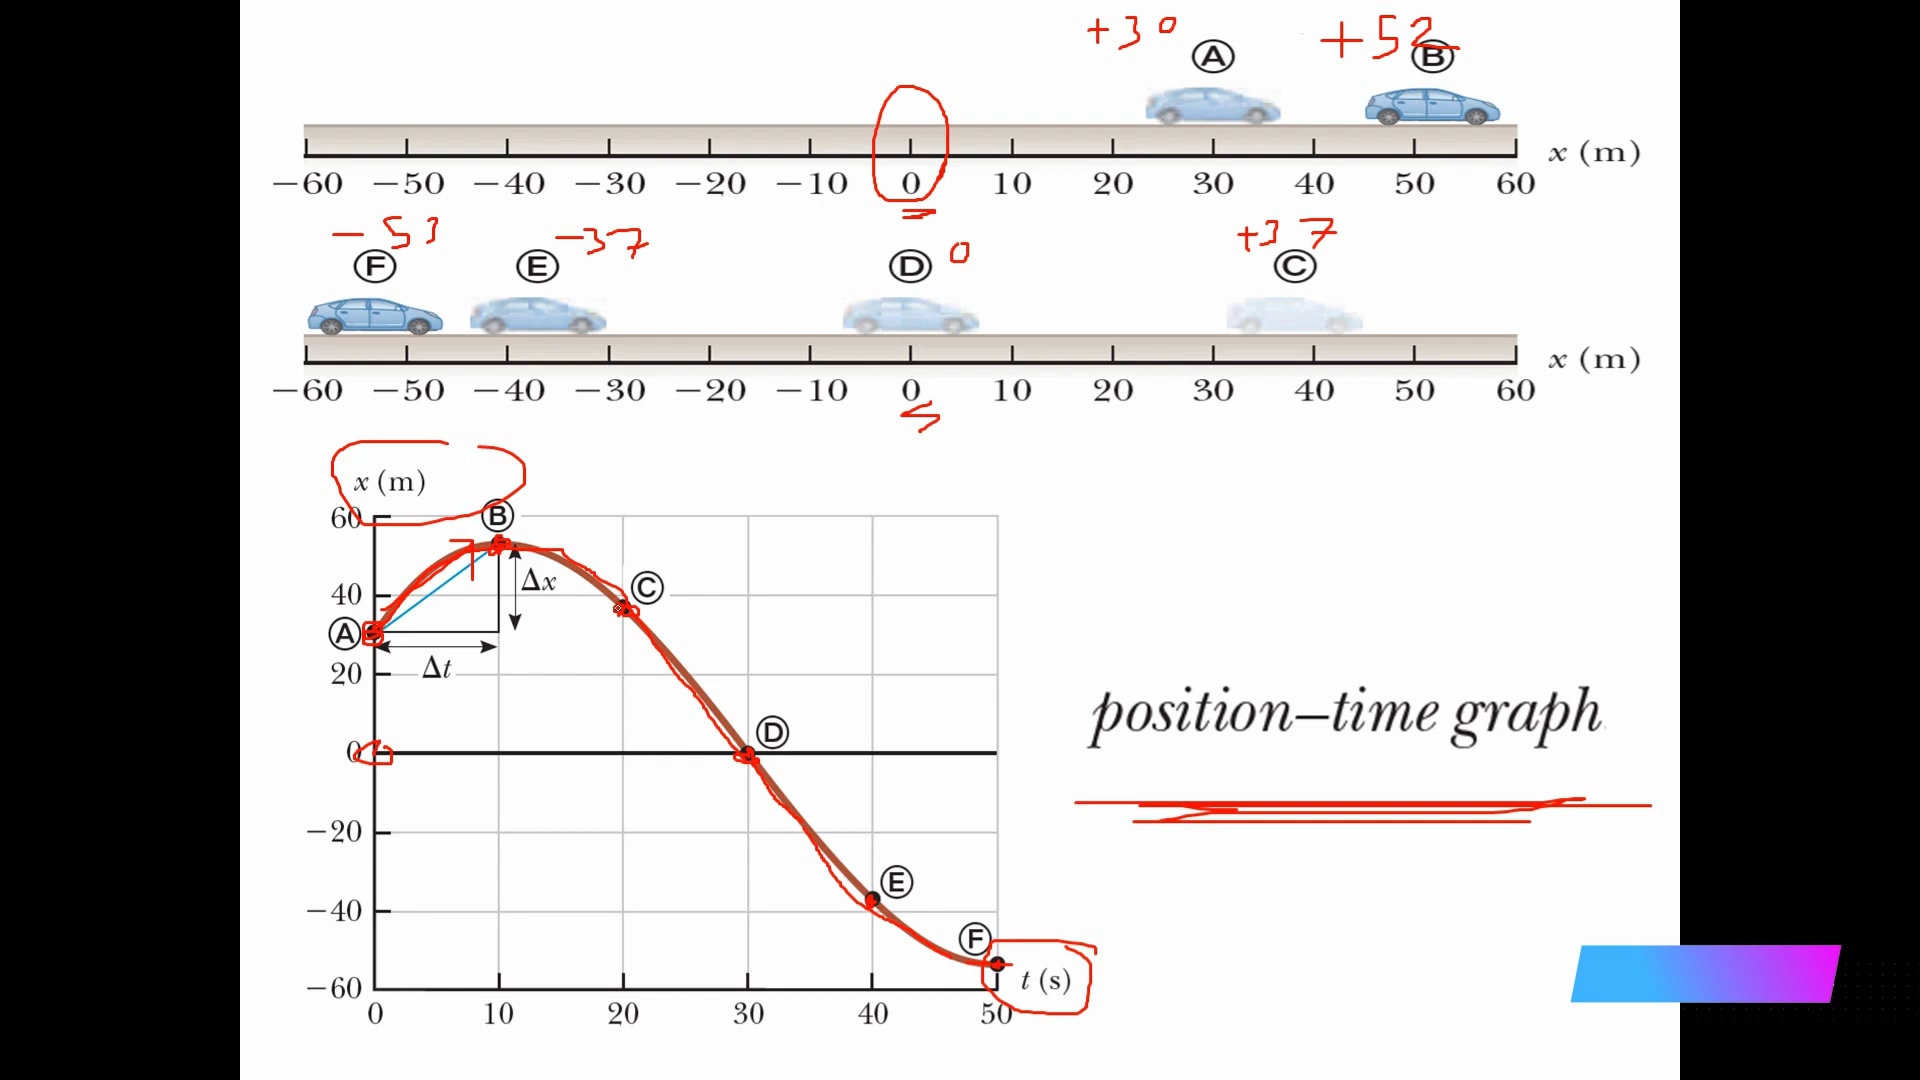 +30 +52
A B
x (m)
−60 −50 −40 −30 −20 −10 0 10 20 30 40 50 60
−53 −37 0 +37
F E D C
x (m)
−60 −50 −40 −30 −20 −10 0 10 20 30 40 50 60
x (m)
60
B
Δx
C
40
A
Δt
20
position–time graph
D
0
−20
E
−40
F
t (s)
−60
0 10 20 30 40 50